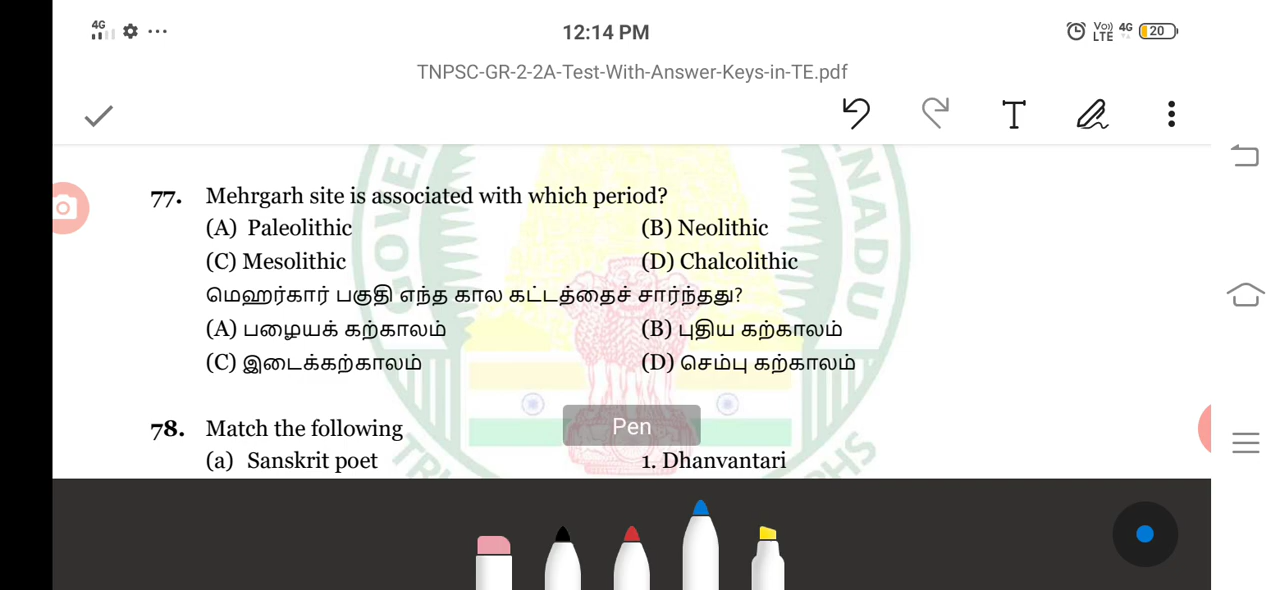 4G ... 12:14 PM Vo)) LTE 4G 20
TNPSC-GR-2-2A-Test-With-Answer-Keys-in-TE.pdf
T
77. Mehrgarh site is associated with which period?
(A) Paleolithic (B) Neolithic
(C) Mesolithic (D) Chalcolithic
மெஹர்கார் பகுதி எந்த கால கட்டத்தைச் சார்ந்தது?
(A) பழையக் கற்காலம் (B) புதிய கற்காலம்
(C) இடைக்கற்காலம் (D) செம்பு கற்காலம்
78. Match the following
Pen
(a) Sanskrit poet 1. Dhanvantari